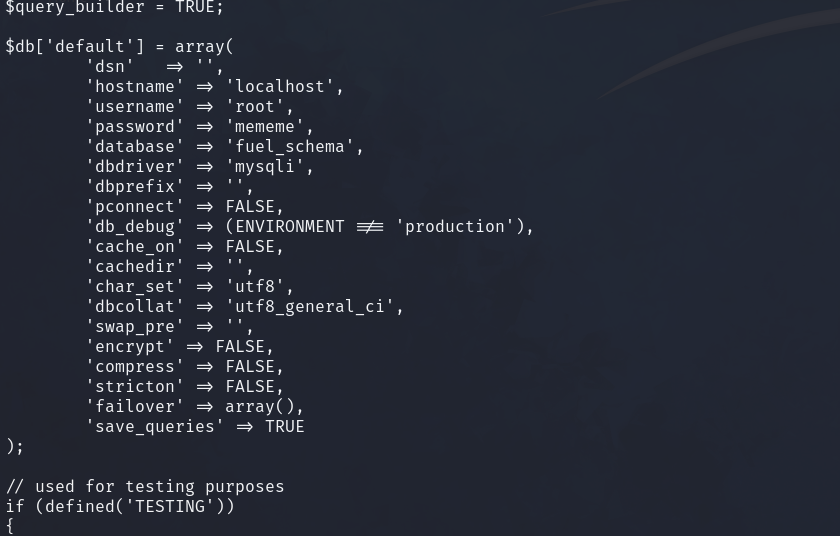 $query_builder = TRUE;
$db['default'] = array(
'dsn' => '',
'hostname' => 'localhost',
'username' => 'root',
'password' => 'mememe',
'database' => 'fuel_schema',
'dbdriver' => 'mysqli',
'dbprefix' => '',
'pconnect' => FALSE,
'db_debug' => (ENVIRONMENT !== 'production'),
'cache_on' => FALSE,
'cachedir' => '',
'char_set' => 'utf8',
'dbcollat' => 'utf8_general_ci',
'swap_pre' => '',
'encrypt' => FALSE,
'compress' => FALSE,
'stricton' => FALSE,
'failover' => array(),
'save_queries' => TRUE
);
// used for testing purposes
if (defined('TESTING'))
{